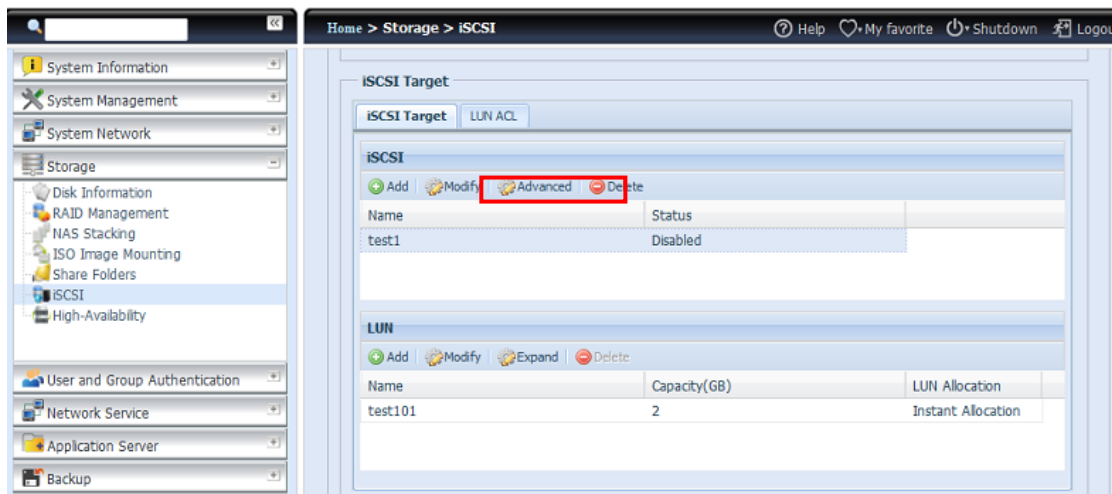 Home > Storage > iSCSI
Help My favorite Shutdown Logou
System Information
System Management
System Network
Storage
Disk Information
RAID Management
NAS Stacking
ISO Image Mounting
Share Folders
iSCSI
High-Availability
User and Group Authentication
Network Service
Application Server
Backup
iSCSI Target
iSCSI Target LUN ACL
iSCSI
Add Modify Advanced Delete
Name Status
test1 Disabled
LUN
Add Modify Expand Delete
Name Capacity(GB) LUN Allocation
test101 2 Instant Allocation